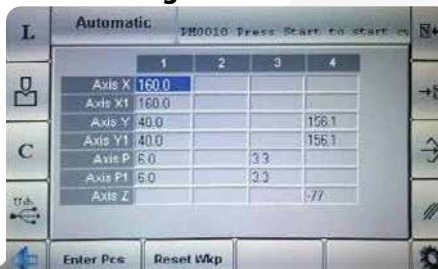 L Automatic PM0010 Press Start to start
1 2 3 4
Axis X 160.0
Axis X1 160.0
Axis Y 40.0 156.1
Axis Y1 40.0 156.1
Axis P 6.0 3.3
Axis P1 6.0 3.3
Axis Z -77
C
Usb
Enter Pcs Reset Wkp